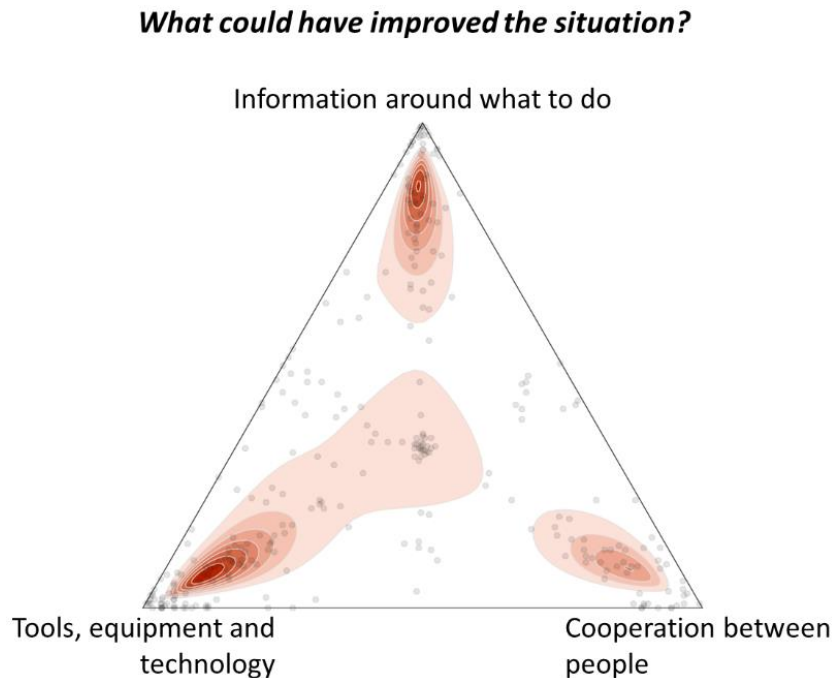 What could have improved the situation?
Information around what to do
Tools, equipment and
technology
Cooperation between
people